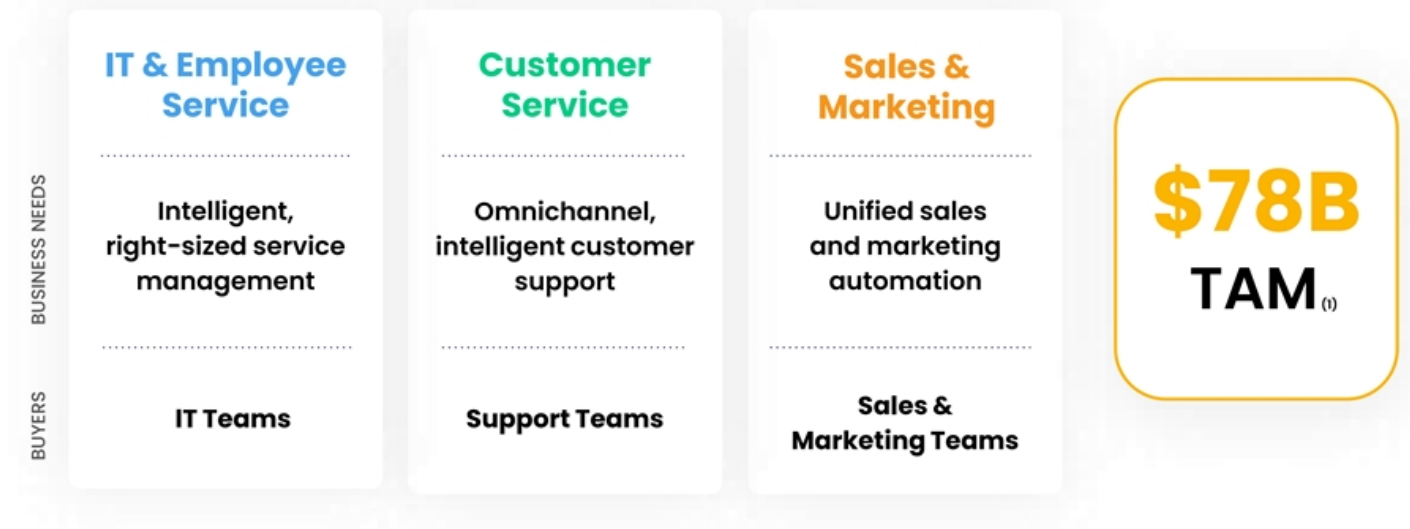 IT & Employee
Service
Intelligent,
right-sized service
management
IT Teams
Customer
Service
Omnichannel,
intelligent customer
support
Support Teams
Sales &
Marketing
Unified sales
and marketing
automation
Sales &
Marketing Teams
BUSINESS NEEDS
BUYERS
$78B
TAM (1)